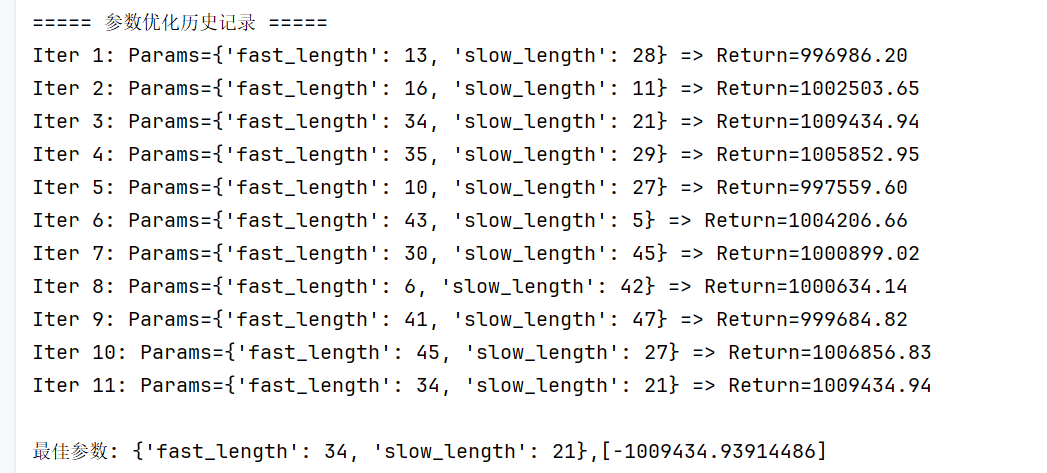 ===== 参数优化历史记录 =====
Iter 1: Params={'fast_length': 13, 'slow_length': 28} => Return=996986.20
Iter 2: Params={'fast_length': 16, 'slow_length': 11} => Return=1002503.65
Iter 3: Params={'fast_length': 34, 'slow_length': 21} => Return=1009434.94
Iter 4: Params={'fast_length': 35, 'slow_length': 29} => Return=1005852.95
Iter 5: Params={'fast_length': 10, 'slow_length': 27} => Return=997559.60
Iter 6: Params={'fast_length': 43, 'slow_length': 5} => Return=1004206.66
Iter 7: Params={'fast_length': 30, 'slow_length': 45} => Return=1000899.02
Iter 8: Params={'fast_length': 6, 'slow_length': 42} => Return=1000634.14
Iter 9: Params={'fast_length': 41, 'slow_length': 47} => Return=999684.82
Iter 10: Params={'fast_length': 45, 'slow_length': 27} => Return=1006856.83
Iter 11: Params={'fast_length': 34, 'slow_length': 21} => Return=1009434.94
最佳参数: {'fast_length': 34, 'slow_length': 21},[-1009434.93914486]